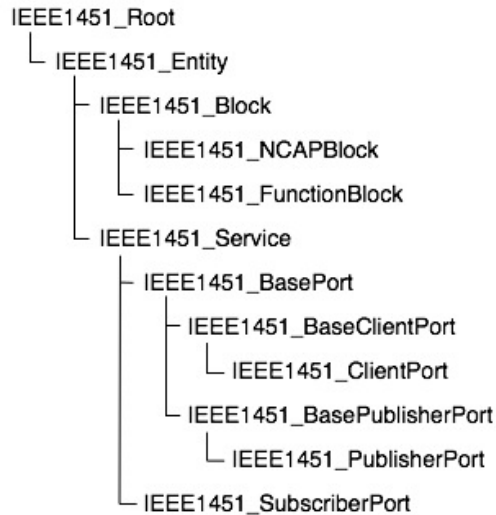 IEEE1451_Root
IEEE1451_Entity
IEEE1451_Block
IEEE1451_NCAPBlock
IEEE1451_FunctionBlock
IEEE1451_Service
IEEE1451_BasePort
IEEE1451_BaseClientPort
IEEE1451_ClientPort
IEEE1451_BasePublisherPort
IEEE1451_PublisherPort
IEEE1451_SubscriberPort